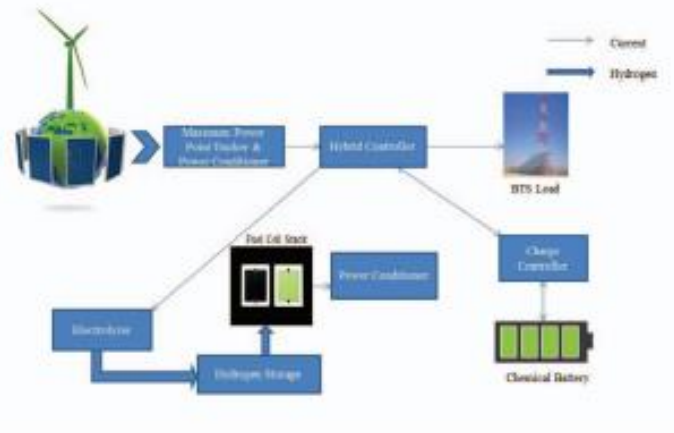 Current
Hydrogen
Maximum Power
Point Tracker &
Power Conditioner
Hybrid Controller
BTS Load
Fuel Cell Stack
Power Conditioner
Charge
Controller
Electrolyzer
Hydrogen Storage
Chemical Battery